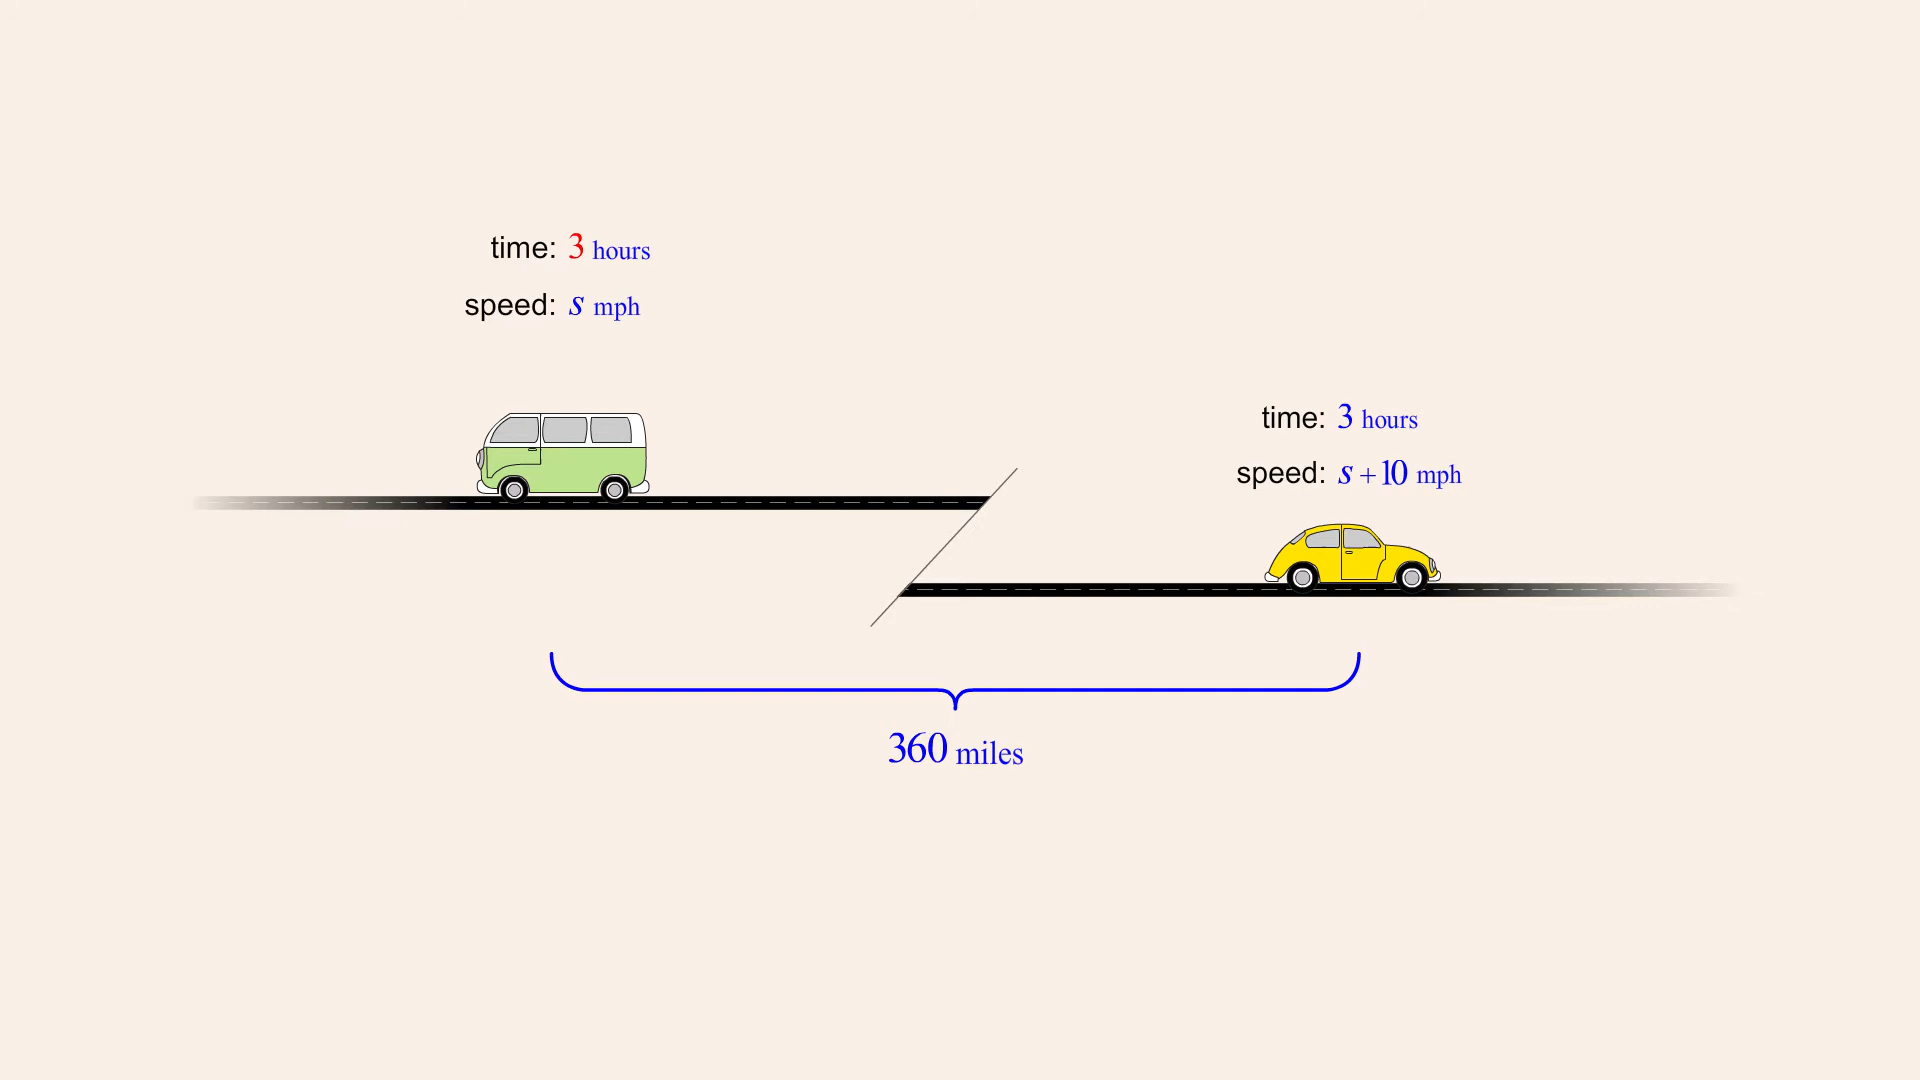 time: 3 hours
speed: s mph
time: 3 hours
speed: s + 10 mph
360 miles